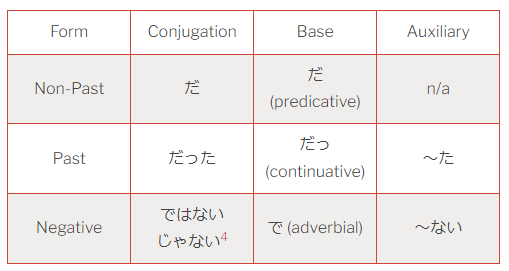 Form Conjugation Base Auxiliary
Non-Past だ だ n/a
(predicative)
Past だった だっ ～た
(continuative)
Negative ではない で (adverbial) ～ない
じゃない4